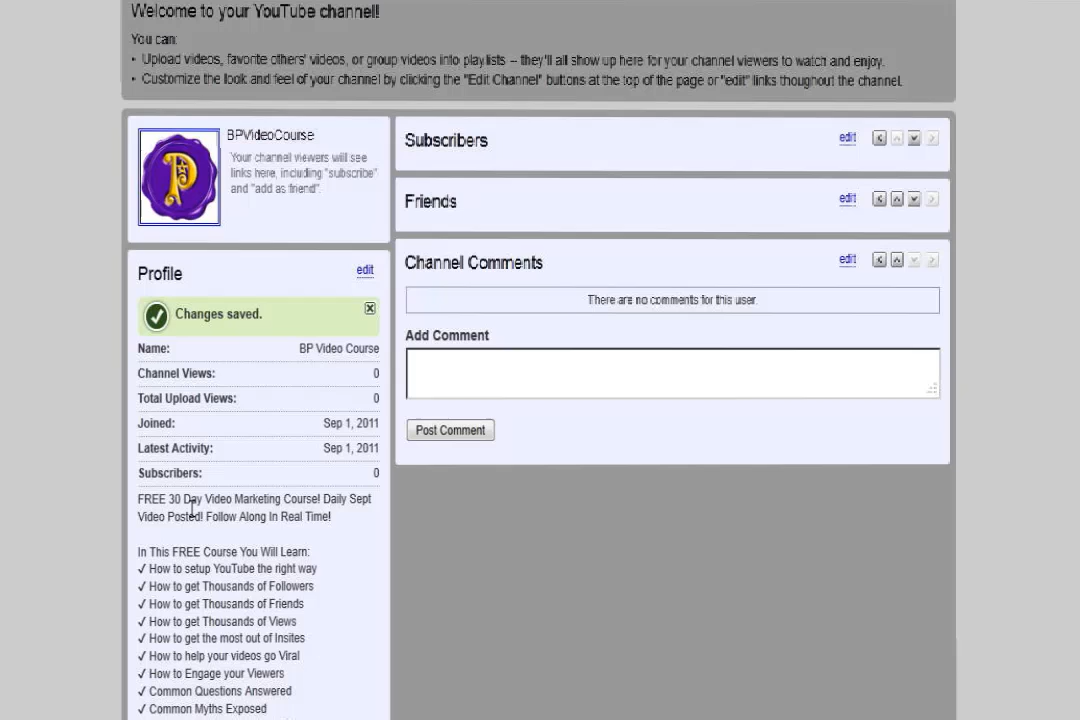 Welcome to your YouTube channel!
You can:
• Upload videos, favorite others' videos, or group videos into playlists – they'll all show up here for your channel viewers to watch and enjoy.
• Customize the look and feel of your channel by clicking the "Edit Channel" buttons at the top of the page or "edit" links thoughout the channel.
P
BPVideoCourse
Your channel viewers will see
links here, including "subscribe"
and "add as friend".
Profile edit
Changes saved.
Name: BP Video Course
Channel Views: 0
Total Upload Views: 0
Joined: Sep 1, 2011
Latest Activity: Sep 1, 2011
Subscribers: 0
FREE 30 Day Video Marketing Course! Daily Sept
Video Posted! Follow Along In Real Time!
In This FREE Course You Will Learn:
✓ How to setup YouTube the right way
✓ How to get Thousands of Followers
✓ How to get Thousands of Friends
✓ How to get Thousands of Views
✓ How to get the most out of Insites
✓ How to help your videos go Viral
✓ How to Engage your Viewers
✓ Common Questions Answered
✓ Common Myths Exposed
Subscribers edit
Friends edit
Channel Comments edit
There are no comments for this user.
Add Comment
Post Comment